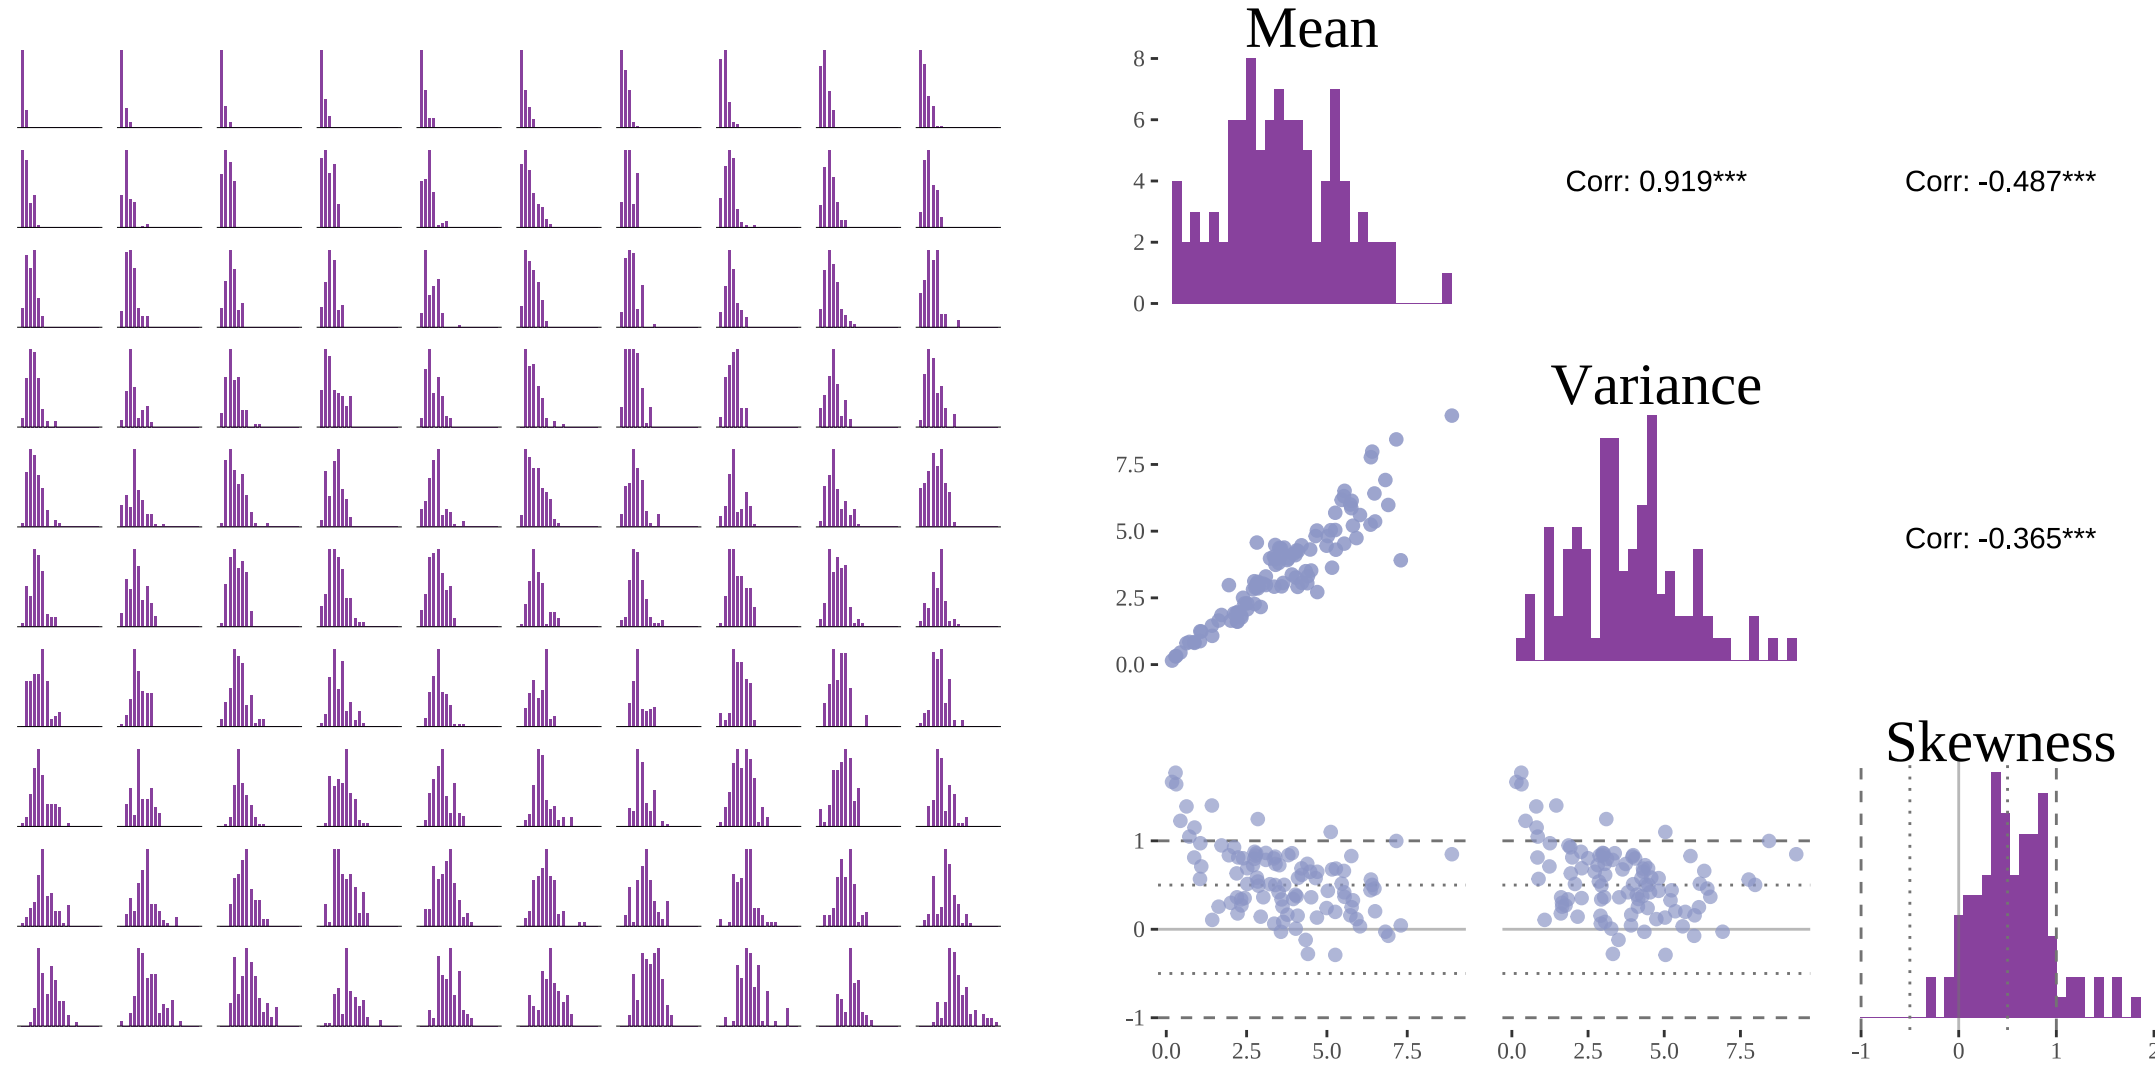 Mean
8
6
4
2
0
Corr: 0.919***
Corr: -0.487***
Variance
7.5
5.0
2.5
0.0
Corr: -0.365***
Skewness
1
0
-1
0.0 2.5 5.0 7.5
0.0 2.5 5.0 7.5
-1 0 1 2